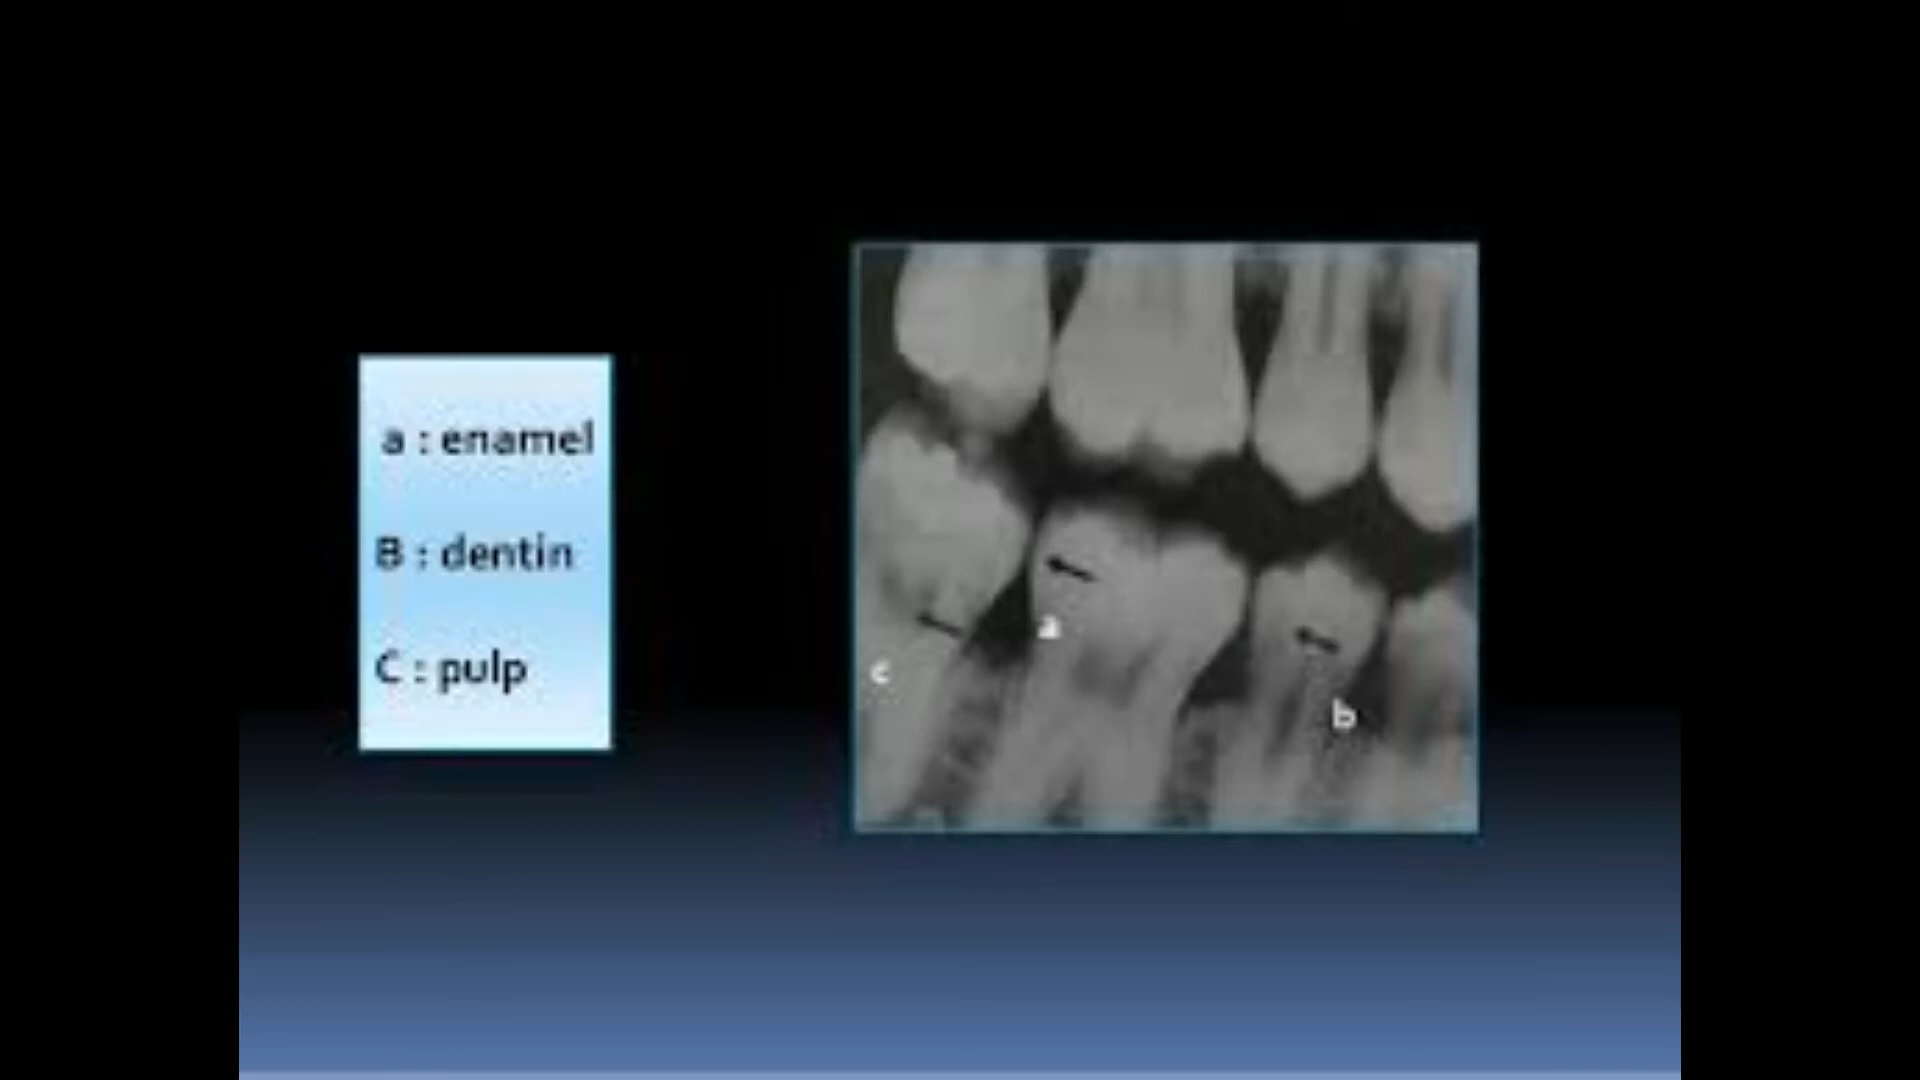 a : enamel
B : dentin
C : pulp
a
c
b